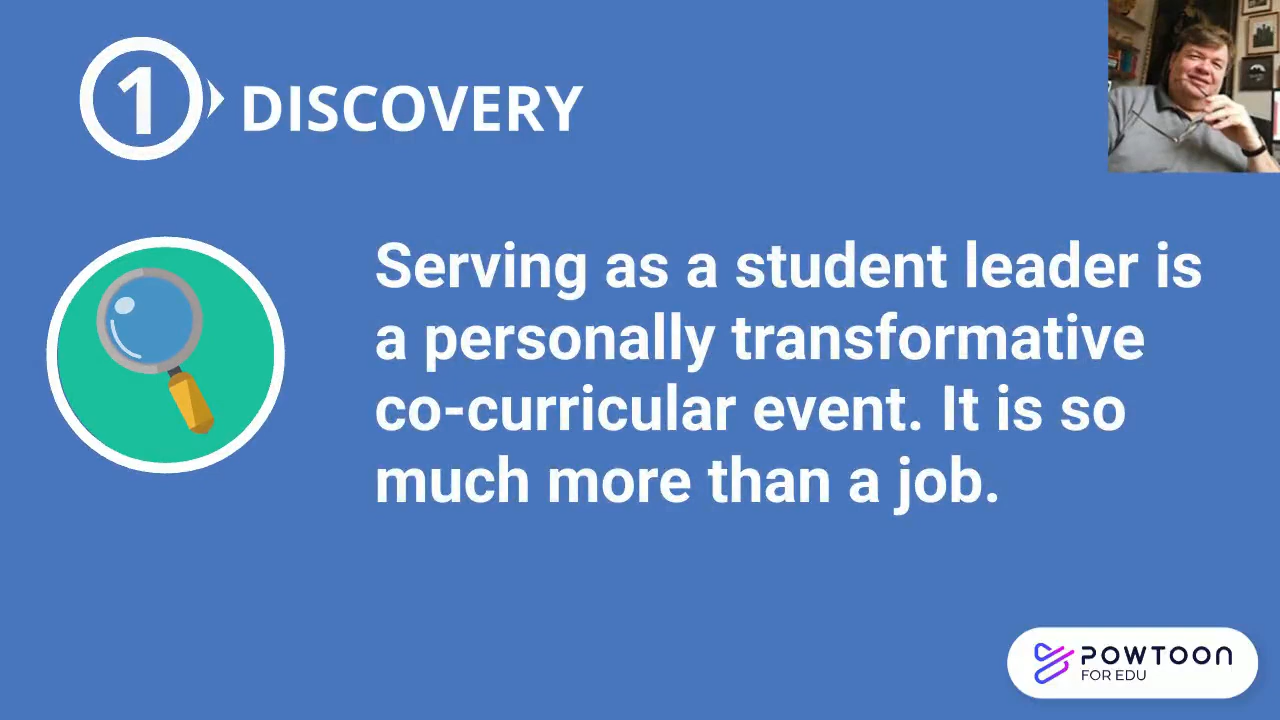 1 DISCOVERY
Serving as a student leader is
a personally transformative
co-curricular event. It is so
much more than a job.
POWTOON
FOR EDU